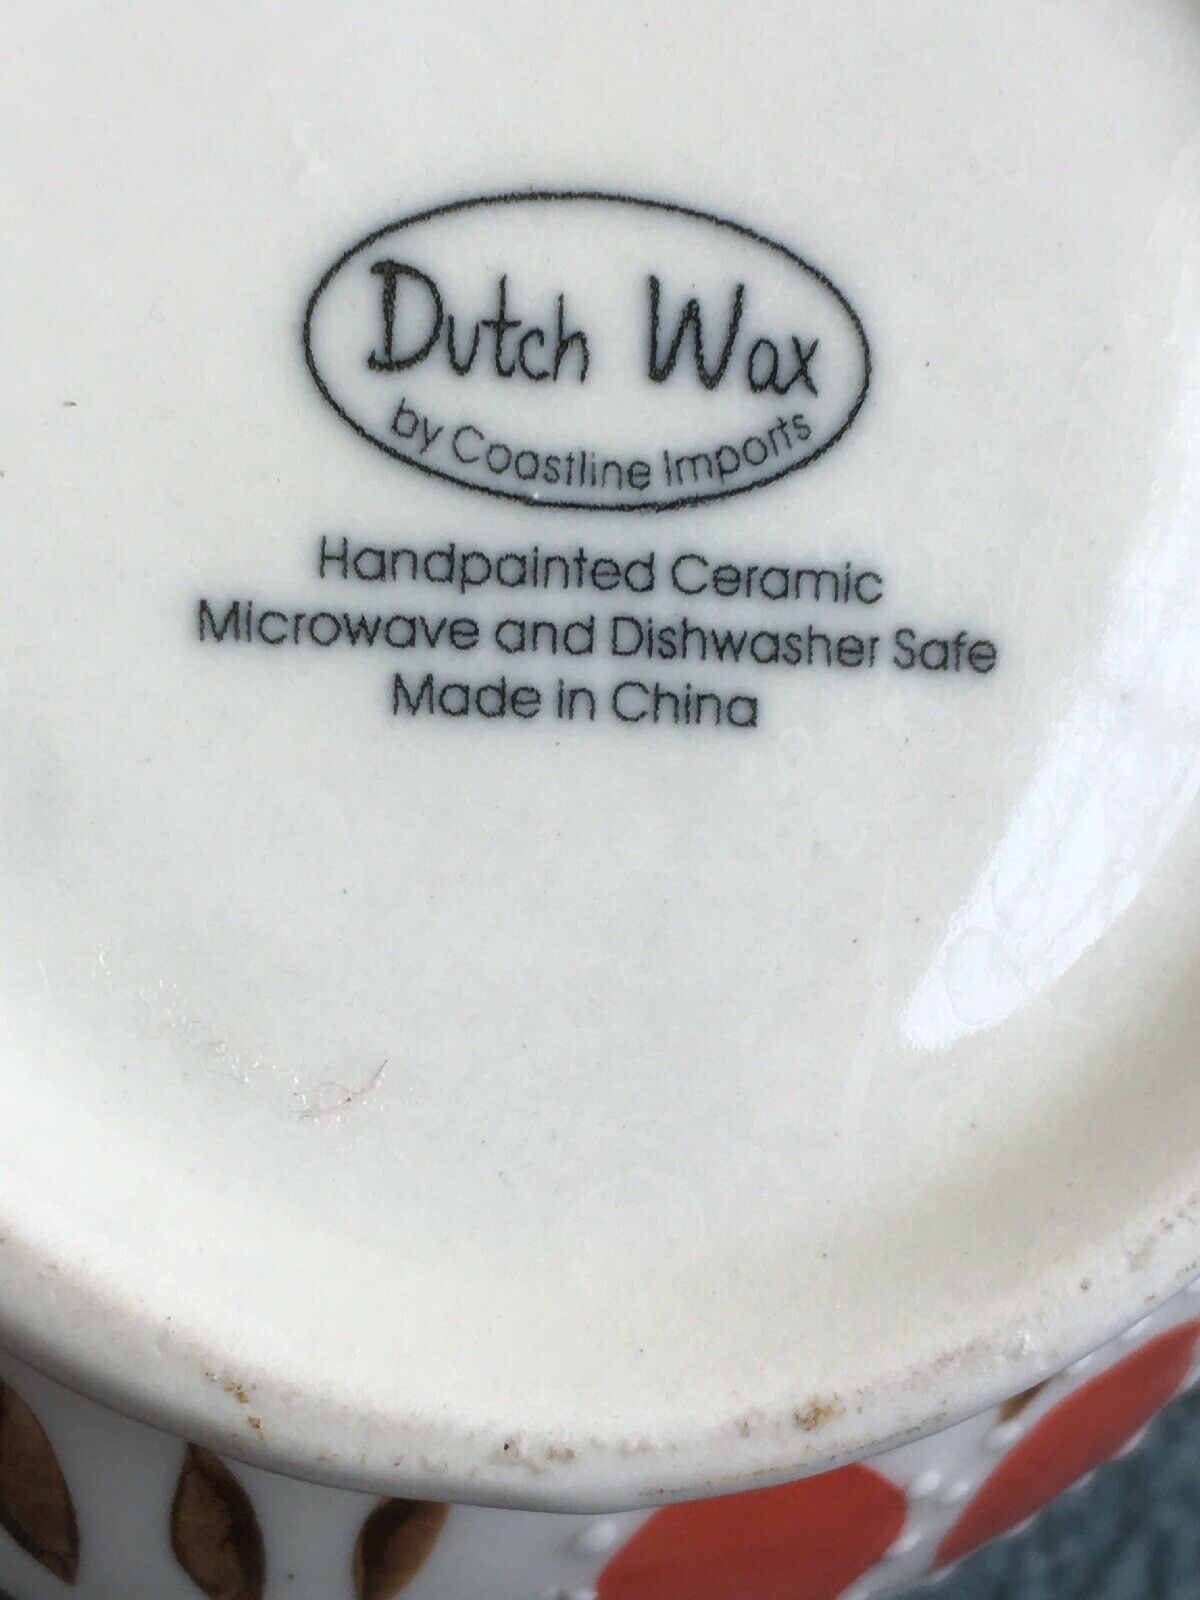 Dutch Wax
by Coastline Imports
Handpainted Ceramic
Microwave and Dishwasher Safe
Made in China